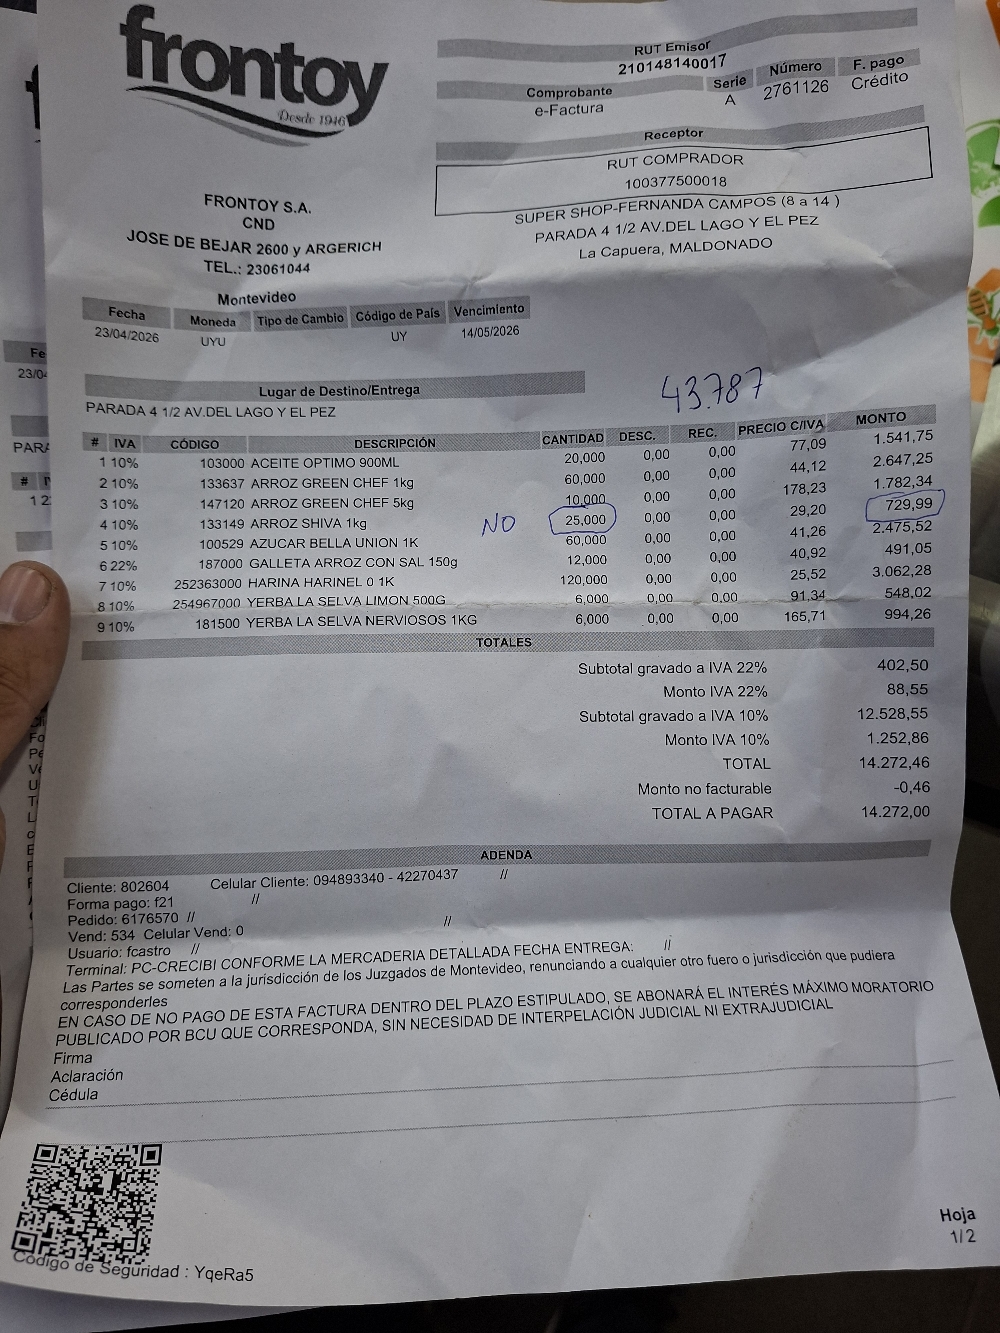 frontoy
Desde 1946
RUT Emisor
210148140017
Comprobante Serie Número F. pago
e-Factura A 2761126 Crédito
Receptor
RUT COMPRADOR
100377500018
SUPER SHOP-FERNANDA CAMPOS (8 a 14 )
PARADA 4 1/2 AV.DEL LAGO Y EL PEZ
La Capuera, MALDONADO
FRONTOY S.A.
CND
JOSE DE BEJAR 2600 y ARGERICH
TEL.: 23061044
Montevideo
Fecha Moneda Tipo de Cambio Código de País Vencimiento
23/04/2026 UYU UY 14/05/2026
Lugar de Destino/Entrega
PARADA 4 1/2 AV.DEL LAGO Y EL PEZ
43.787
# IVA CÓDIGO DESCRIPCIÓN CANTIDAD DESC. REC. PRECIO C/IVA MONTO
1 10% 103000 ACEITE OPTIMO 900ML 20,000 0,00 0,00 77,09 1.541,75
2 10% 133637 ARROZ GREEN CHEF 1kg 60,000 0,00 0,00 44,12 2.647,25
3 10% 147120 ARROZ GREEN CHEF 5kg 10,000 0,00 0,00 178,23 1.782,34
4 10% 133149 ARROZ SHIVA 1kg NO 25,000 0,00 0,00 29,20 729,99
5 10% 100529 AZUCAR BELLA UNION 1K 60,000 0,00 0,00 41,26 2.475,52
6 22% 187000 GALLETA ARROZ CON SAL 150g 12,000 0,00 0,00 40,92 491,05
7 10% 252363000 HARINA HARINEL 0 1K 120,000 0,00 0,00 25,52 3.062,28
8 10% 254967000 YERBA LA SELVA LIMON 500G 6,000 0,00 0,00 91,34 548,02
9 10% 181500 YERBA LA SELVA NERVIOSOS 1KG 6,000 0,00 0,00 165,71 994,26
TOTALES
Subtotal gravado a IVA 22% 402,50
Monto IVA 22% 88,55
Subtotal gravado a IVA 10% 12.528,55
Monto IVA 10% 1.252,86
TOTAL 14.272,46
Monto no facturable -0,46
TOTAL A PAGAR 14.272,00
ADENDA
Cliente: 802604 Celular Cliente: 094893340 - 42270437 //
Forma pago: f21 //
Pedido: 6176570 // //
Vend: 534 Celular Vend: 0
Usuario: fcastro //
Terminal: PC-CRECIBI CONFORME LA MERCADERIA DETALLADA FECHA ENTREGA: //
Las Partes se someten a la jurisdicción de los Juzgados de Montevideo, renunciando a cualquier otro fuero o jurisdicción que pudiera
corresponderles
EN CASO DE NO PAGO DE ESTA FACTURA DENTRO DEL PLAZO ESTIPULADO, SE ABONARÁ EL INTERÉS MÁXIMO MORATORIO
PUBLICADO POR BCU QUE CORRESPONDA, SIN NECESIDAD DE INTERPELACIÓN JUDICIAL NI EXTRAJUDICIAL
Firma
Aclaración
Cédula
Código de Seguridad : YqeRa5
Hoja
1/2